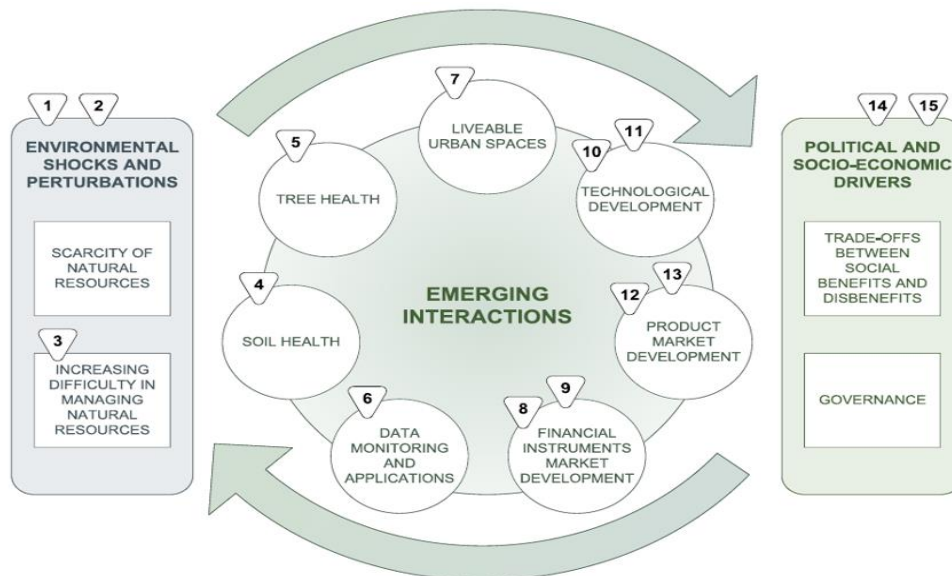 1
2
ENVIRONMENTAL
SHOCKS AND
PERTURBATIONS
SCARCITY OF
NATURAL
RESOURCES
3
INCREASING
DIFFICULTY IN
MANAGING
NATURAL
RESOURCES
7
LIVEABLE
URBAN SPACES
5
TREE HEALTH
10
11
TECHNOLOGICAL
DEVELOPMENT
4
SOIL HEALTH
EMERGING
INTERACTIONS
12
13
PRODUCT
MARKET
DEVELOPMENT
6
DATA
MONITORING
AND
APPLICATIONS
8
9
FINANCIAL
INSTRUMENTS
MARKET
DEVELOPMENT
14
15
POLITICAL AND
SOCIO-ECONOMIC
DRIVERS
TRADE-OFFS
BETWEEN
SOCIAL
BENEFITS AND
DISBENEFITS
GOVERNANCE